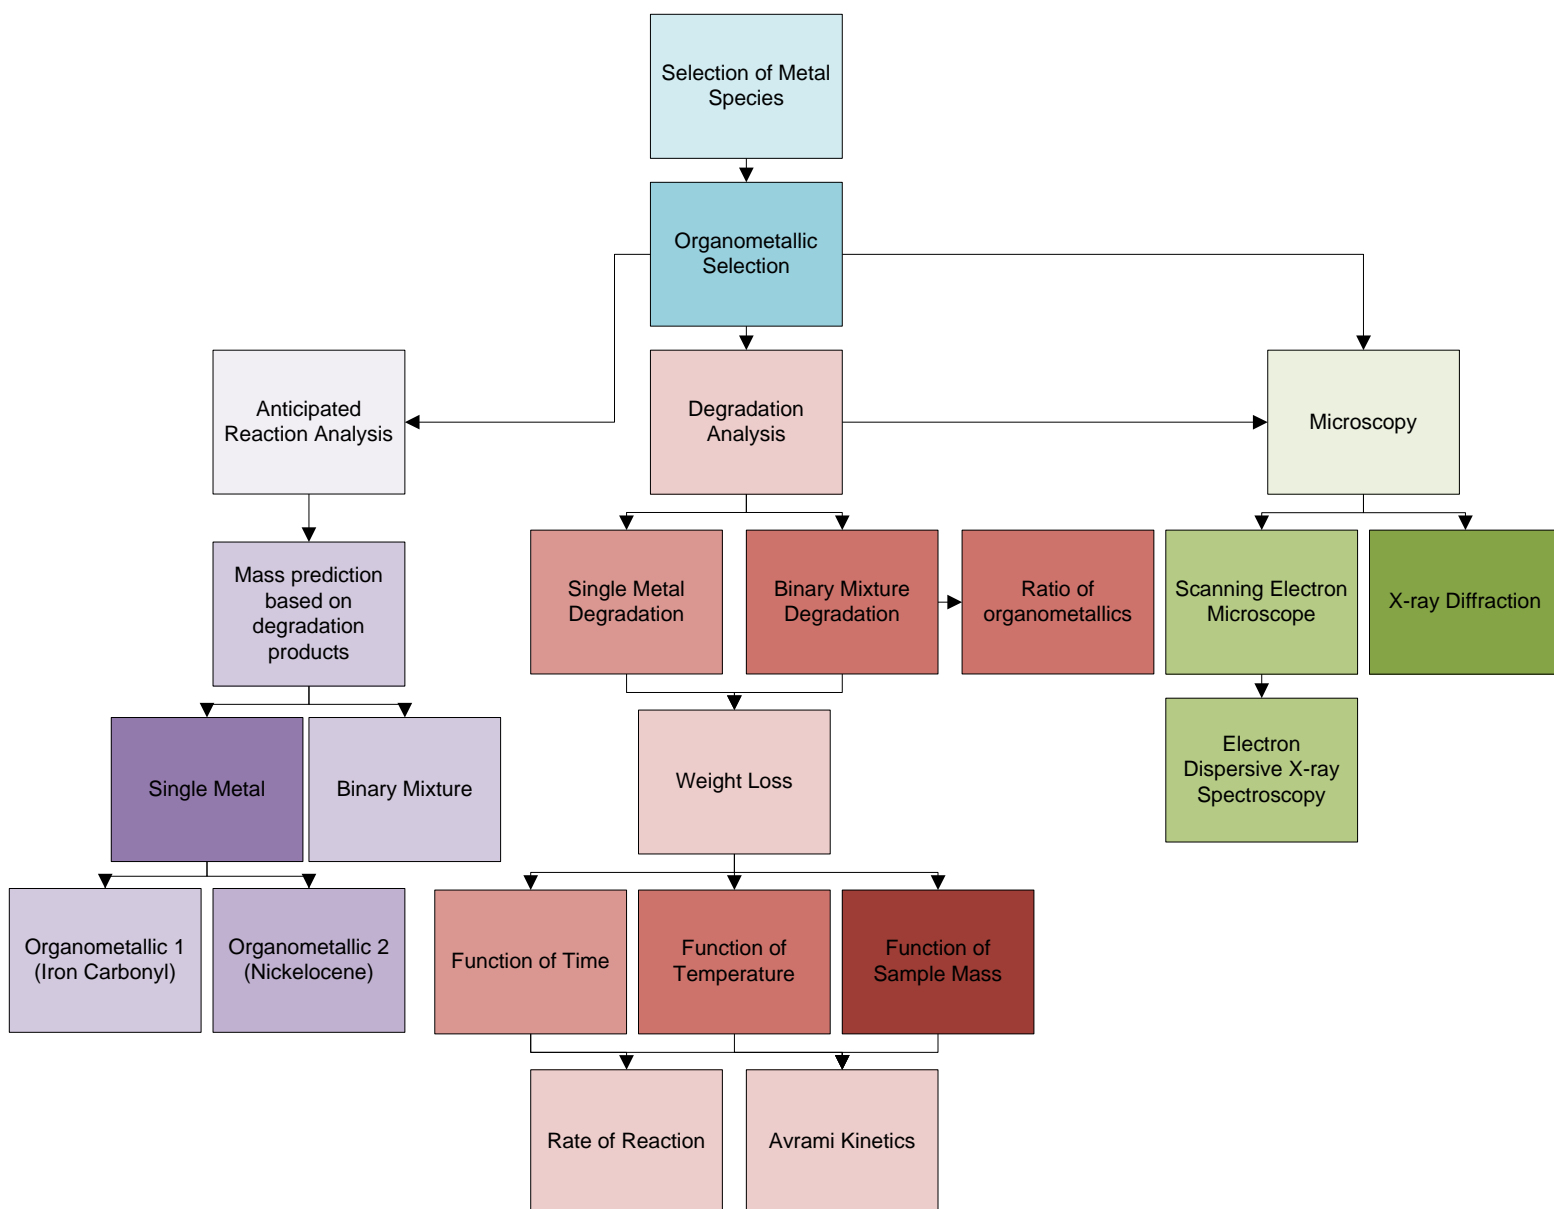 Selection of Metal
Species
Organometallic
Selection
Anticipated
Reaction Analysis
Degradation
Analysis
Microscopy
Mass prediction
based on
degradation
products
Single Metal
Degradation
Binary Mixture
Degradation
Ratio of
organometallics
Scanning Electron
Microscope
X-ray Diffraction
Single Metal
Binary Mixture
Weight Loss
Electron
Dispersive X-ray
Spectroscopy
Organometallic 1
(Iron Carbonyl)
Organometallic 2
(Nickelocene)
Function of Time
Function of
Temperature
Function of
Sample Mass
Rate of Reaction
Avrami Kinetics